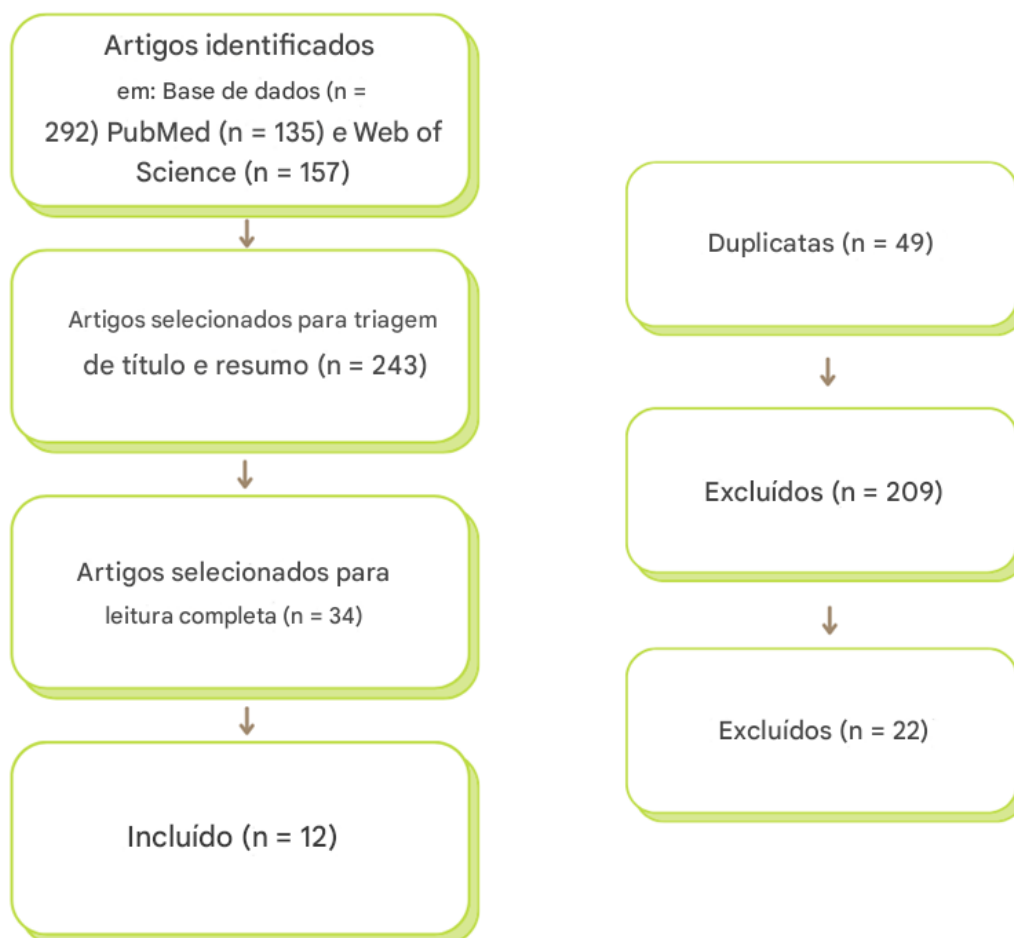 Artigos identificados
em: Base de dados (n =
292) PubMed (n = 135) e Web of
Science (n = 157)
Artigos selecionados para triagem
de título e resumo (n = 243)
Artigos selecionados para
leitura completa (n = 34)
Incluído (n = 12)
Duplicatas (n = 49)
Excluídos (n = 209)
Excluídos (n = 22)